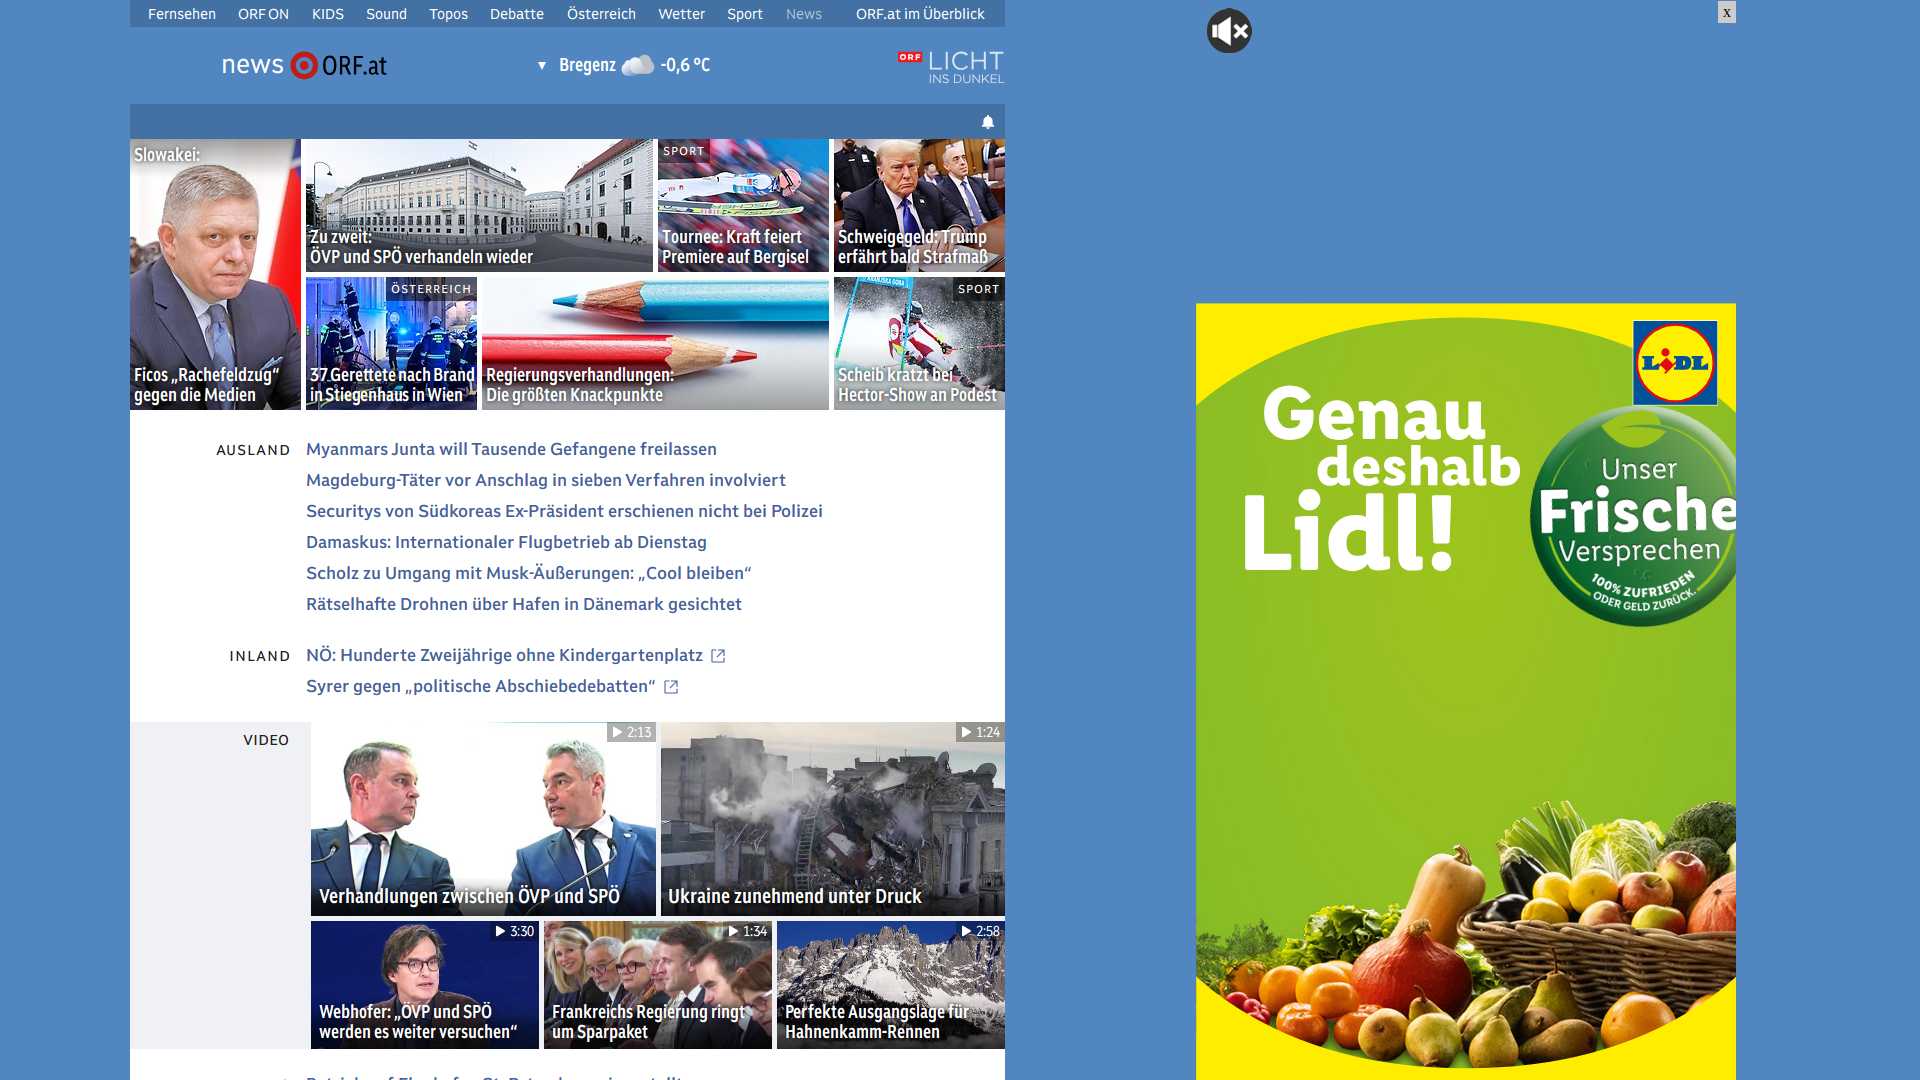 Fernsehen ORF ON KIDS Sound Topos Debatte Österreich Wetter Sport News ORF.at im Überblick
x
news ORF.at
▼ Bregenz -0,6 °C
ORF LICHT
INS DUNKEL
Slowakei:
Ficos „Rachefeldzug“
gegen die Medien
Zu zweit:
ÖVP und SPÖ verhandeln wieder
SPORT
Tournee: Kraft feiert
Premiere auf Bergisel
Schweigegeld: Trump
erfährt bald Strafmaß
ÖSTERREICH
37 Gerettete nach Brand
in Stiegenhaus in Wien
Regierungsverhandlungen:
Die größten Knackpunkte
SPORT
Scheib kratzt bei
Hector-Show an Podest
AUSLAND
Myanmars Junta will Tausende Gefangene freilassen
Magdeburg-Täter vor Anschlag in sieben Verfahren involviert
Securitys von Südkoreas Ex-Präsident erschienen nicht bei Polizei
Damaskus: Internationaler Flugbetrieb ab Dienstag
Scholz zu Umgang mit Musk-Äußerungen: „Cool bleiben“
Rätselhafte Drohnen über Hafen in Dänemark gesichtet
INLAND
NÖ: Hunderte Zweijährige ohne Kindergartenplatz
Syrer gegen „politische Abschiebedebatten“
VIDEO
2:13
Verhandlungen zwischen ÖVP und SPÖ
1:24
Ukraine zunehmend unter Druck
3:30
Webhofer: „ÖVP und SPÖ
werden es weiter versuchen“
1:34
Frankreichs Regierung ringt
um Sparpaket
2:58
Perfekte Ausgangslage für
Hahnenkamm-Rennen
LIDL
Genau
deshalb
Lidl!
Unser
Frische
Versprechen
100% ZUFRIEDEN
ODER GELD ZURÜCK.